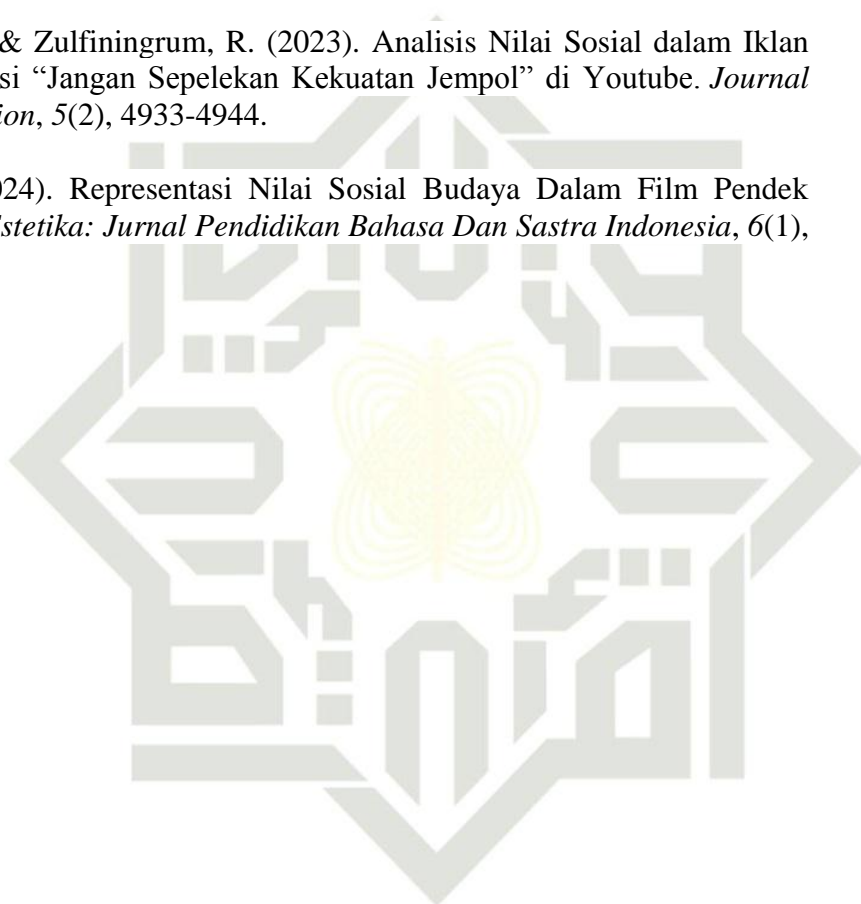 & Zulfiningrum, R. (2023). Analisis Nilai Sosial dalam Iklan
si “Jangan Sepelekan Kekuatan Jempol” di Youtube. Journal
ion, 5(2), 4933-4944.
024). Representasi Nilai Sosial Budaya Dalam Film Pendek
stetika: Jurnal Pendidikan Bahasa Dan Sastra Indonesia, 6(1),